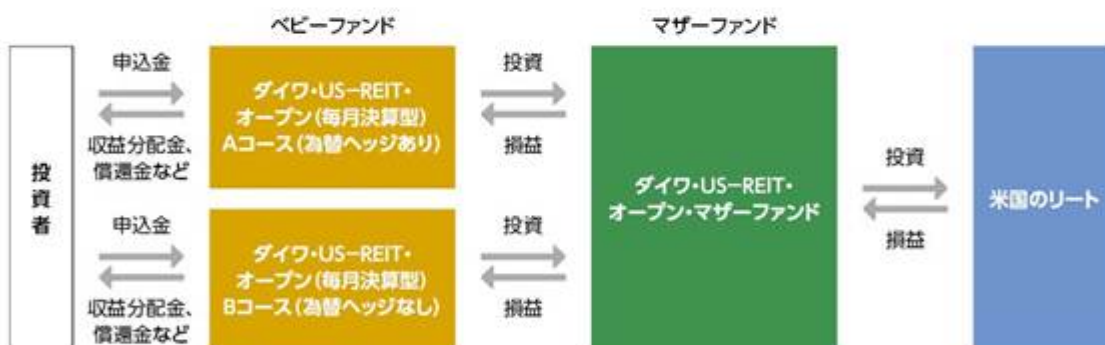 ベビーファンド
マザーファンド
投資者
申込金
収益分配金、
償還金など
ダイワ・US－REIT・
オープン(毎月決算型)
Aコース(為替ヘッジあり)
投資
損益
申込金
収益分配金、
償還金など
ダイワ・US－REIT・
オープン(毎月決算型)
Bコース(為替ヘッジなし)
投資
損益
ダイワ・US－REIT・
オープン・マザーファンド
投資
損益
米国のリート